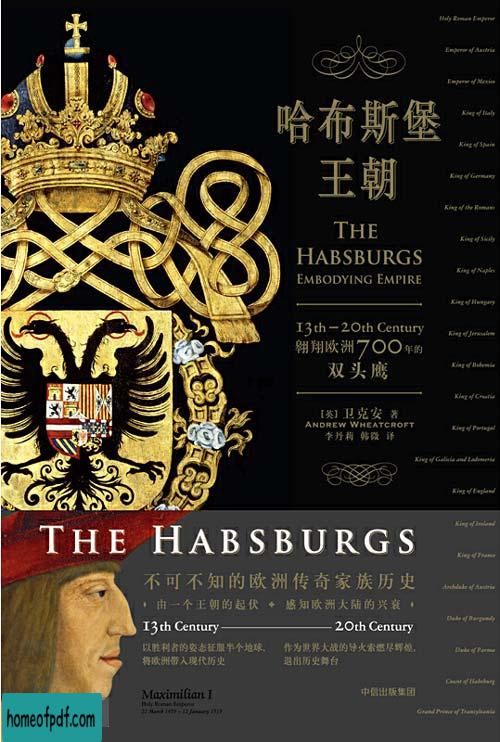 哈布斯堡
王朝
THE
HABSBURGS
EMBODYING EMPIRE
13th–20th Century
翱翔欧洲700年的
双头鹰
[英] 卫克安 著
ANDREW WHEATCROFT
李丹莉 韩微 译
Holy Roman Emperor
Emperor of Austria
Emperor of Mexico
King of Italy
King of Spain
King of Germany
King of the Romans
King of Sicily
King of Naples
King of Hungary
King of Jerusalem
King of Bohemia
King of Croatia
King of Portugal
King of Galicia and Lodomeria
King of England
King of Ireland
King of France
Archduke of Austria
Duke of Burgundy
Duke of Parma
Count of Habsburg
Grand Prince of Transylvania
THE HABSBURGS
不可不知的欧洲传奇家族历史
由一个王朝的起伏 感知欧洲大陆的兴衰
13th Century 20th Century
以胜利者的姿态征服半个地球,
将欧洲带入现代历史
作为世界大战的导火索燃尽辉煌,
退出历史舞台
Maximilian I
Holy Roman Emperor
22 March 1459 – 12 January 1519
中信出版集团
homeofpdf.com